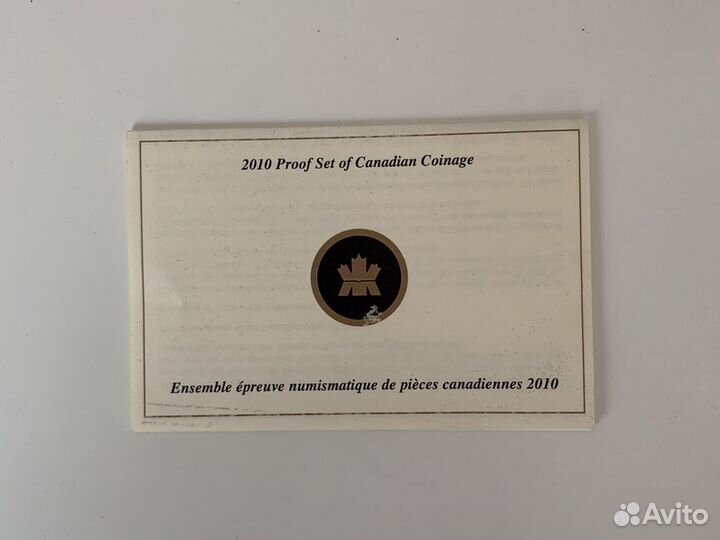 2010 Proof Set of Canadian Coinage
Ensemble épreuve numismatique de pièces canadiennes 2010
Avito